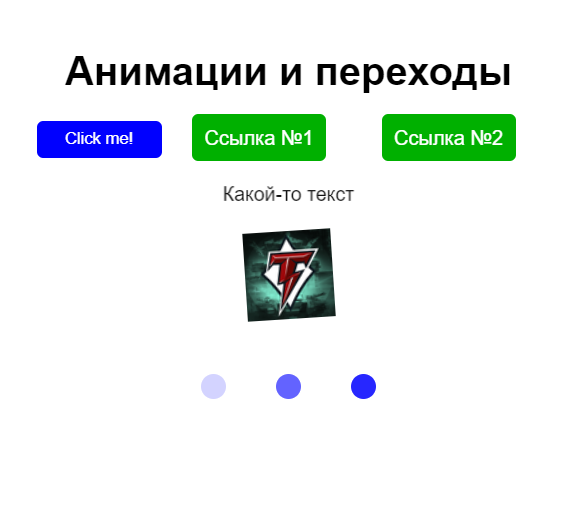 Анимации и переходы
Click me!
Ссылка №1
Ссылка №2
Какой-то текст